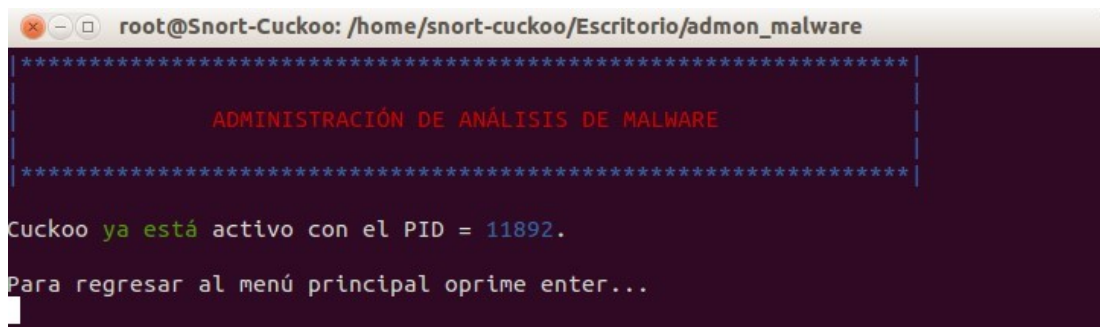 root@Snort-Cuckoo: /home/snort-cuckoo/Escritorio/admon_malware
|*****************************************************************|
| |
| ADMINISTRACIÓN DE ANÁLISIS DE MALWARE |
| |
|*****************************************************************|
Cuckoo ya está activo con el PID = 11892.
Para regresar al menú principal oprime enter...